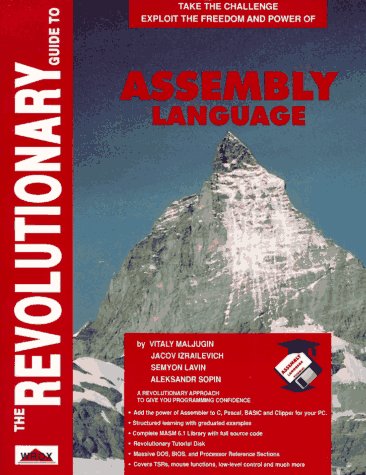 TAKE THE CHALLENGE
EXPLOIT THE FREEDOM AND POWER OF
THE REVOLUTIONARY GUIDE TO
ASSEMBLY
LANGUAGE
by VITALY MALJUGIN
JACOV IZRAILEVICH
SEMYON LAVIN
ALEKSANDR SOPIN
A REVOLUTIONARY APPROACH
TO GIVE YOU PROGRAMMING CONFIDENCE
• Add the power of Assembler to C, Pascal, BASIC and Clipper for your PC.
• Structured learning with graduated examples
• Complete MASM 6.1 Library with full source code
• Revolutionary Tutorial Disk
• Massive DOS, BIOS, and Processor Reference Sections
• Covers TSRs, mouse functions, low-level control and much more
ASSEMBLY
LANGUAGE
WROX